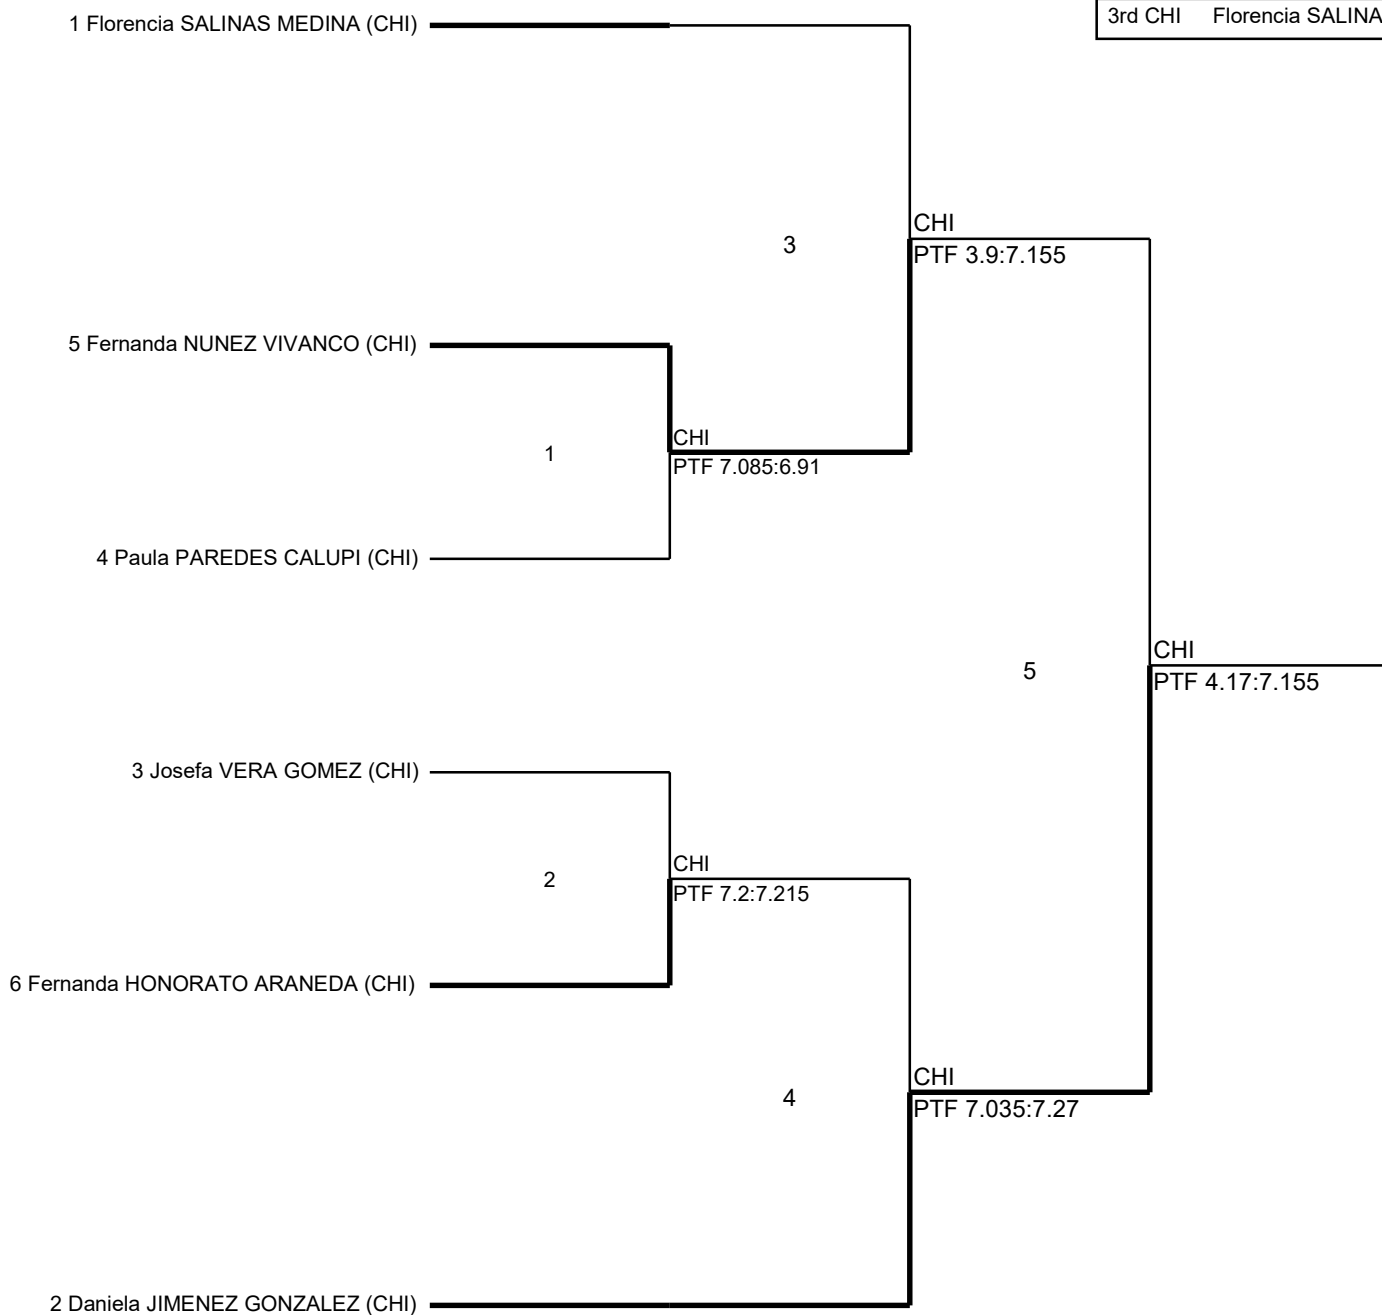 3rd CHI Florencia SALINA
1 Florencia SALINAS MEDINA (CHI)
CHI
3
PTF 3.9:7.155
5 Fernanda NUNEZ VIVANCO (CHI)
CHI
1
PTF 7.085:6.91
4 Paula PAREDES CALUPI (CHI)
CHI
5
PTF 4.17:7.155
3 Josefa VERA GOMEZ (CHI)
CHI
2
PTF 7.2:7.215
6 Fernanda HONORATO ARANEDA (CHI)
CHI
4
PTF 7.035:7.27
2 Daniela JIMENEZ GONZALEZ (CHI)